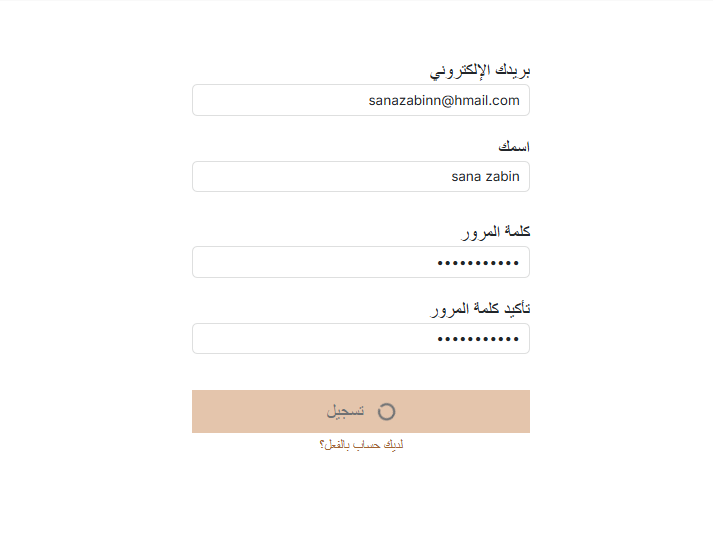 بريدك الإلكتروني
sanazabinn@hmail.com
اسمك
sana zabin
كلمة المرور
•••••••••••
تأكيد كلمة المرور
•••••••••••
تسجيل
لديك حساب بالفعل؟